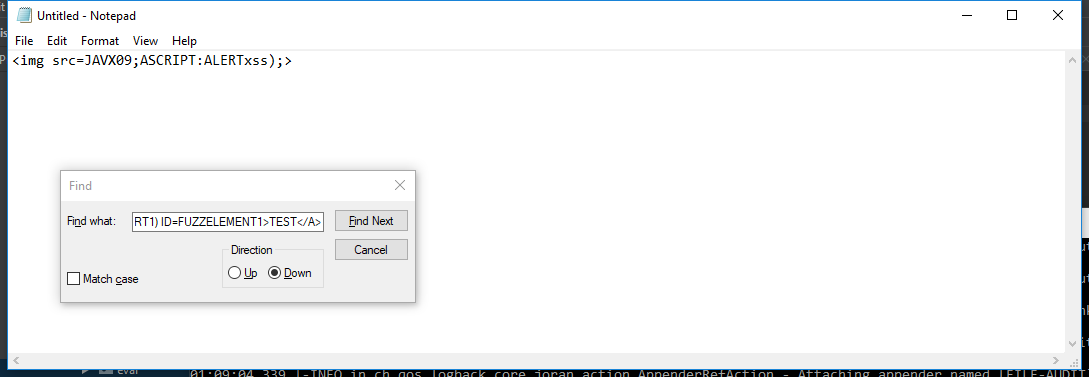 Untitled - Notepad
File Edit Format View Help
<img src=JAVX09;ASCRIPT:ALERTxss);>
Find
Find what: RT1) ID=FUZZELEMENT1>TEST</A> Find Next
Direction Cancel
Up Down
Match case
eval
01:09:04,339 |-INFO in ch.qos.logback.core.joran.action.AppenderRefAction - Attaching appender named [FILE-AUDIT